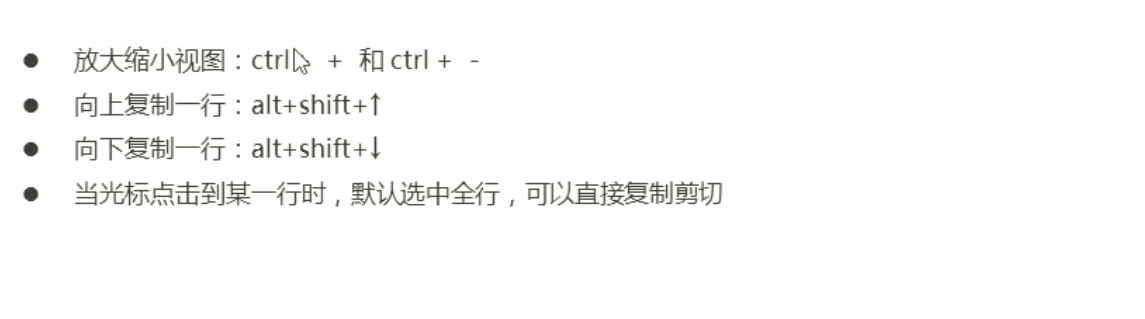 ● 放大缩小视图：ctrl + 和 ctrl + -
● 向上复制一行：alt+shift+↑
● 向下复制一行：alt+shift+↓
● 当光标点击到某一行时，默认选中全行，可以直接复制剪切